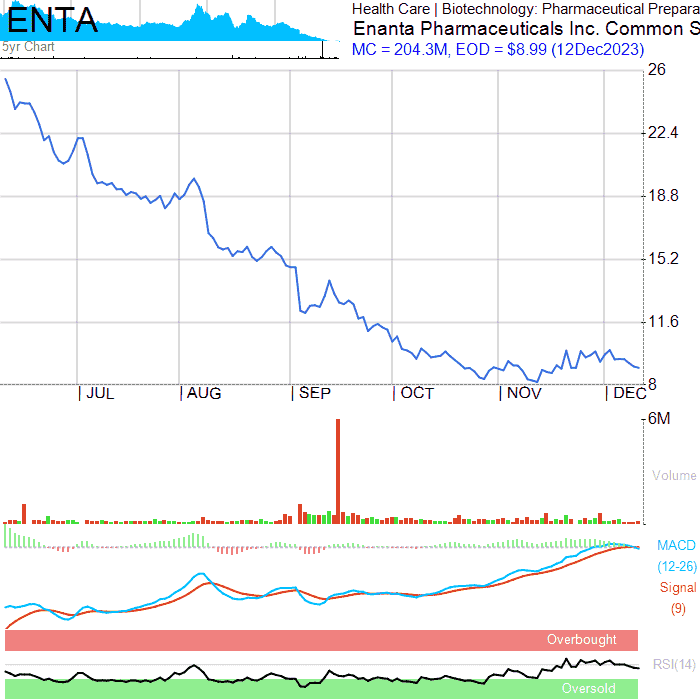 ENTA
5yr Chart
Health Care | Biotechnology: Pharmaceutical Prepara
Enanta Pharmaceuticals Inc. Common S
MC = 204.3M, EOD = $8.99 (12Dec2023)
26
22.4
18.8
15.2
11.6
8
JUL AUG SEP OCT NOV DEC
6M
Volume
MACD
(12-26)
Signal
(9)
Overbought
RSI(14)
Oversold